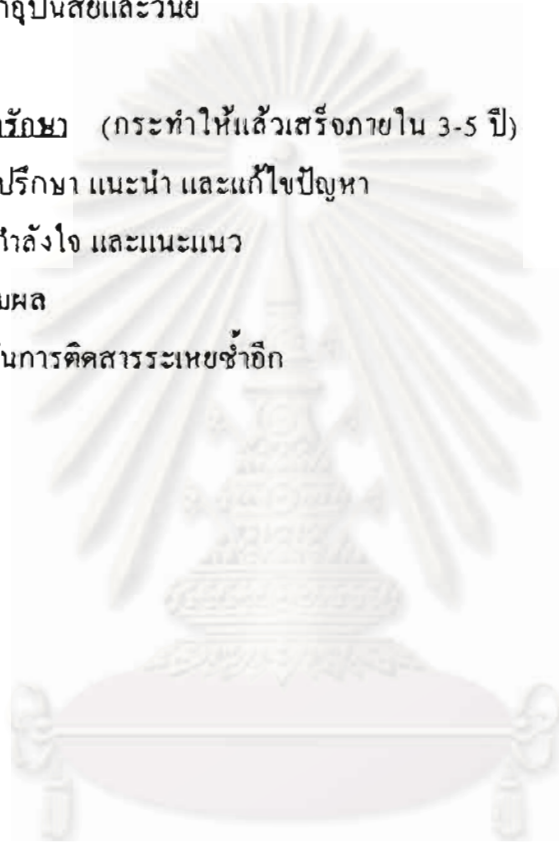 อุปนิสัยและวินัย
รักษา (กระทำให้แล้วเสร็จภายใน 3-5 ปี)
ปรึกษา แนะนำ และแก้ไขปัญหา
กำลังใจ และแนะแนว
ผล
การติดสารระเหยซ้ำอีก